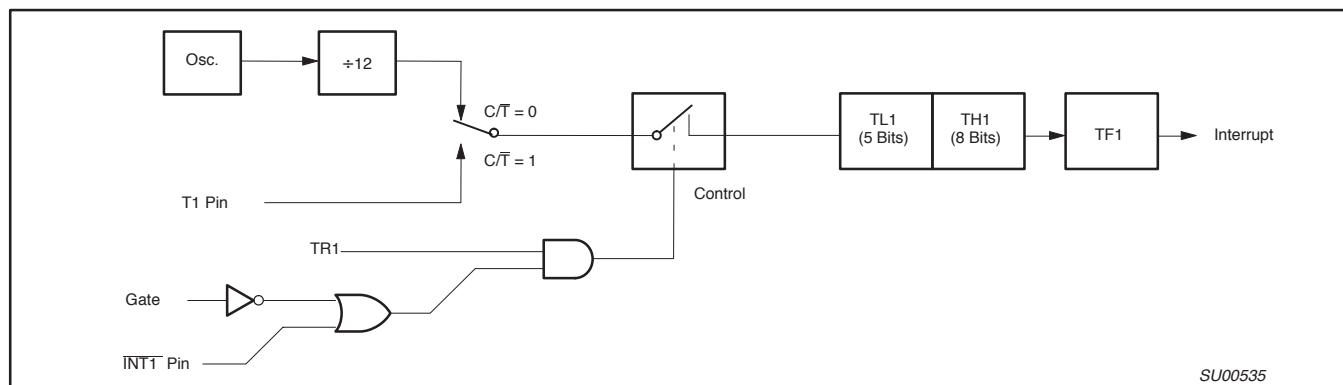 Osc.
÷12
C/T̅ = 0
C/T̅ = 1
T1 Pin
TL1
(5 Bits)
TH1
(8 Bits)
TF1
Interrupt
Control
TR1
Gate
I̅N̅T̅1̅ Pin
SU00535